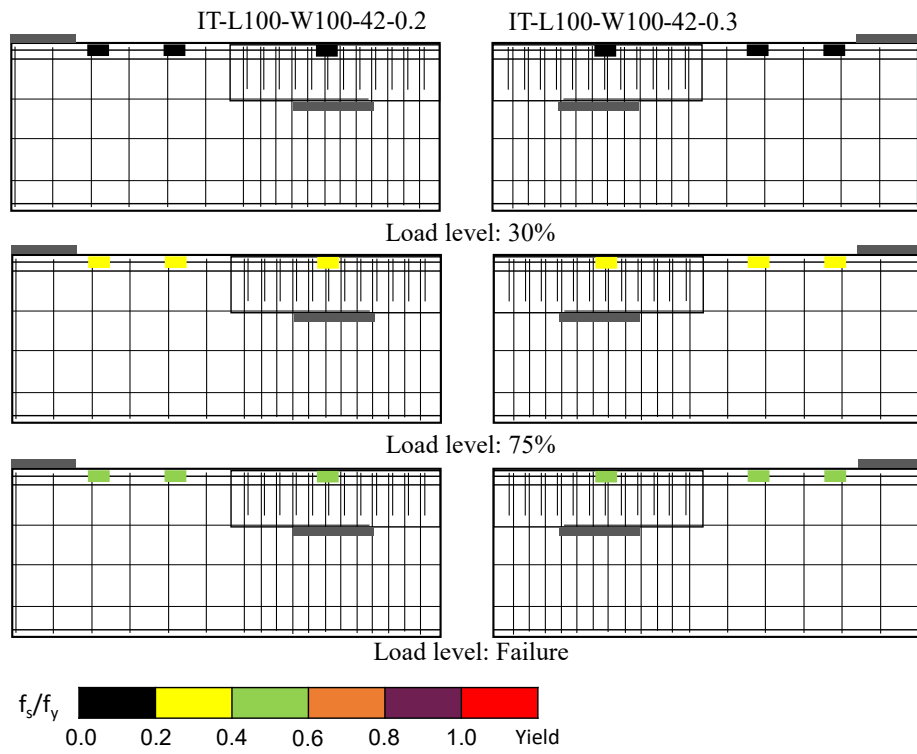 IT-L100-W100-42-0.2 IT-L100-W100-42-0.3
Load level: 30%
Load level: 75%
Load level: Failure
fs/fy
0.0 0.2 0.4 0.6 0.8 1.0 Yield